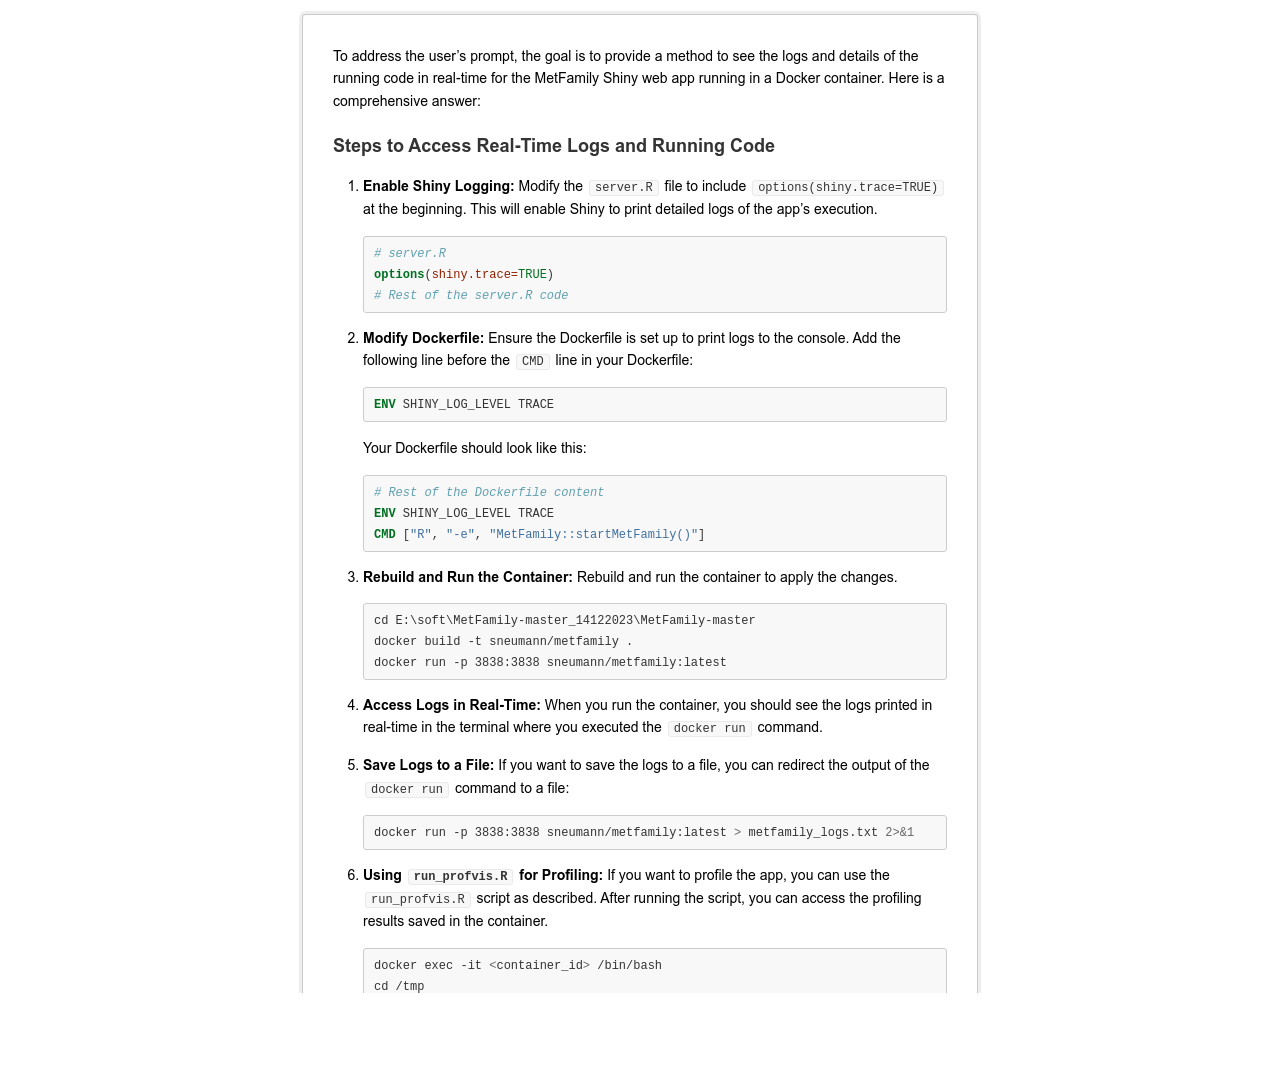 To address the user’s prompt, the goal is to provide a method to see the logs and details of the
running code in real-time for the MetFamily Shiny web app running in a Docker container. Here is a
comprehensive answer:
Steps to Access Real-Time Logs and Running Code
1. Enable Shiny Logging: Modify the server.R file to include options(shiny.trace=TRUE)
at the beginning. This will enable Shiny to print detailed logs of the app’s execution.
# server.R
options(shiny.trace=TRUE)
# Rest of the server.R code
2. Modify Dockerfile: Ensure the Dockerfile is set up to print logs to the console. Add the
following line before the CMD line in your Dockerfile:
ENV SHINY_LOG_LEVEL TRACE
Your Dockerfile should look like this:
# Rest of the Dockerfile content
ENV SHINY_LOG_LEVEL TRACE
CMD ["R", "-e", "MetFamily::startMetFamily()"]
3. Rebuild and Run the Container: Rebuild and run the container to apply the changes.
cd E:\soft\MetFamily-master_14122023\MetFamily-master
docker build -t sneumann/metfamily .
docker run -p 3838:3838 sneumann/metfamily:latest
4. Access Logs in Real-Time: When you run the container, you should see the logs printed in
real-time in the terminal where you executed the docker run command.
5. Save Logs to a File: If you want to save the logs to a file, you can redirect the output of the
docker run command to a file:
docker run -p 3838:3838 sneumann/metfamily:latest > metfamily_logs.txt 2>&1
6. Using run_profvis.R for Profiling: If you want to profile the app, you can use the
run_profvis.R script as described. After running the script, you can access the profiling
results saved in the container.
docker exec -it <container_id> /bin/bash
cd /tmp